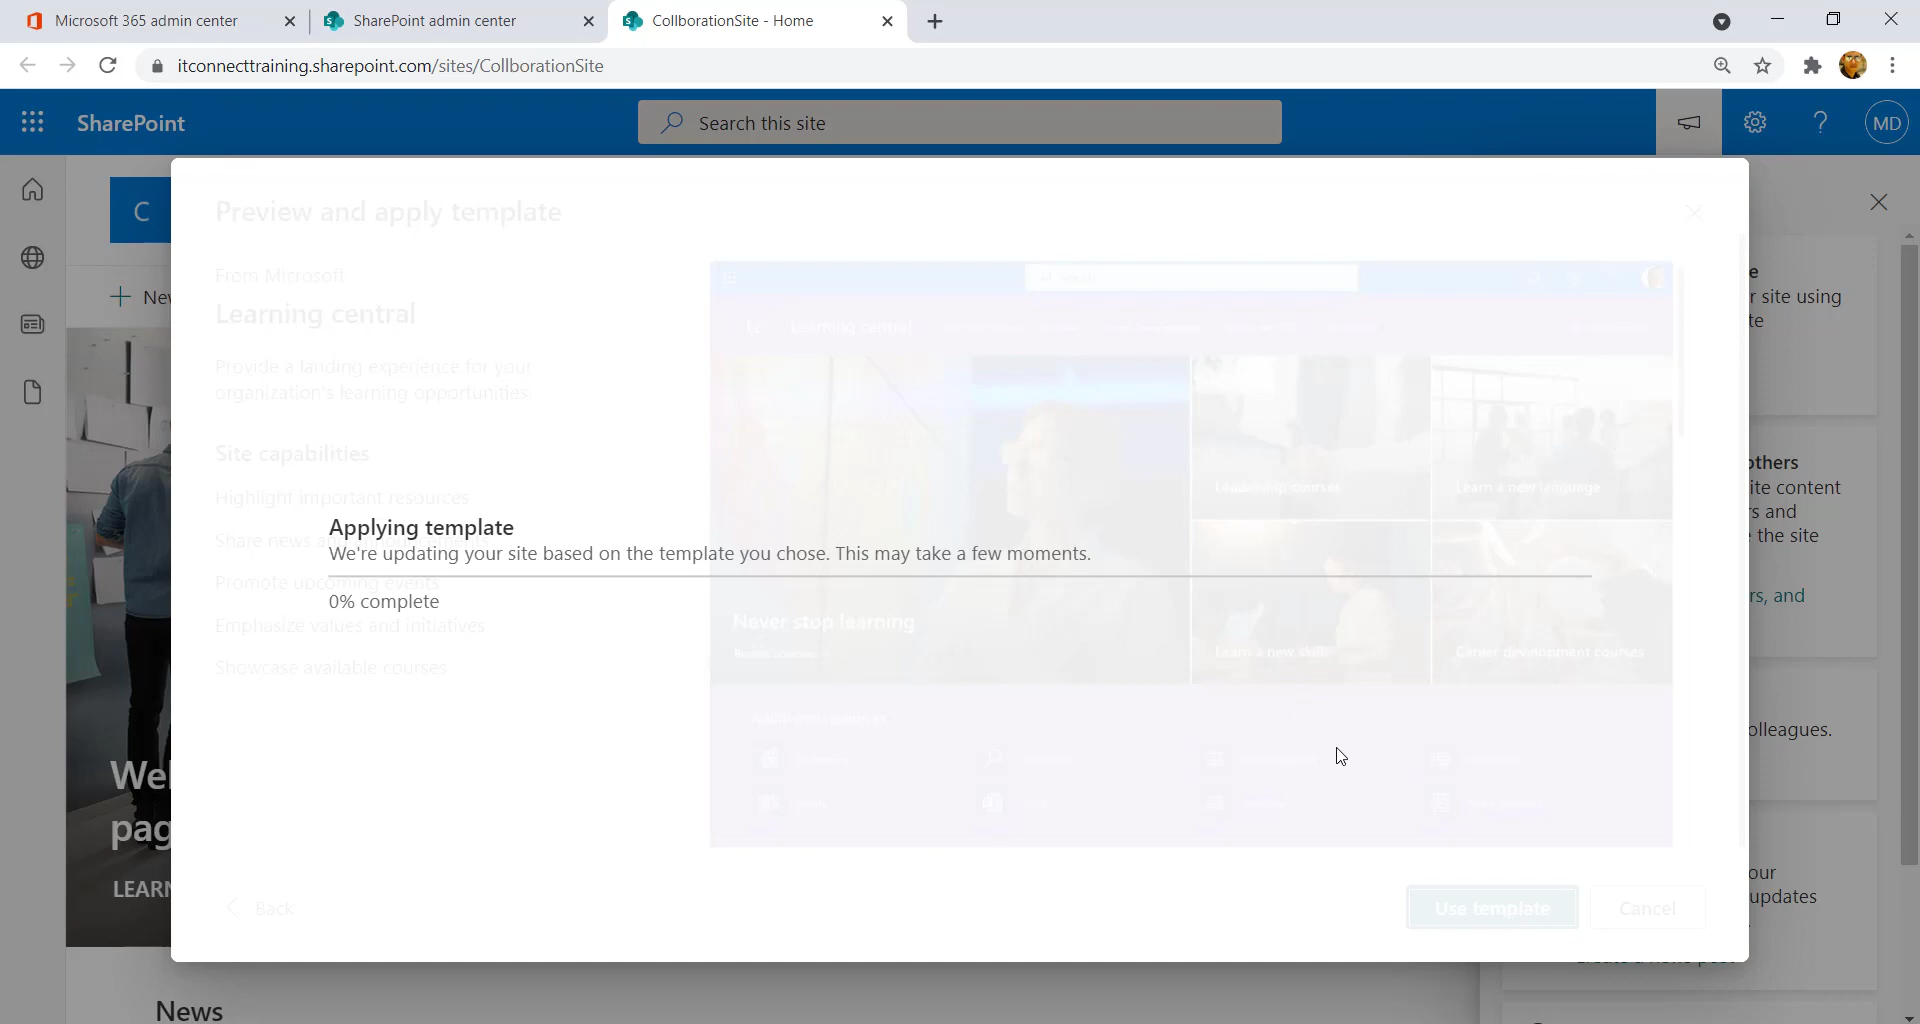 Microsoft 365 admin center
SharePoint admin center
CollborationSite - Home
itconnecttraining.sharepoint.com/sites/CollborationSite
SharePoint
Search this site
?
MD
C
Preview and apply template
From Microsoft
Learning central
Provide a landing experience for your
organization's learning opportunities.
Site capabilities
Highlight important resources
Share news and announcements
Promote upcoming events
Emphasize values and initiatives
Showcase available courses
Applying template
We're updating your site based on the template you chose. This may take a few moments.
0% complete
Learning central
Leadership courses
Learn a new language
Never stop learning
Learn a new skill
Career development courses
Back
Use template
Cancel
New
Wel
pag
LEARN
News
e
r site using
te
others
ite content
rs and
the site
rs, and
olleagues.
our
updates